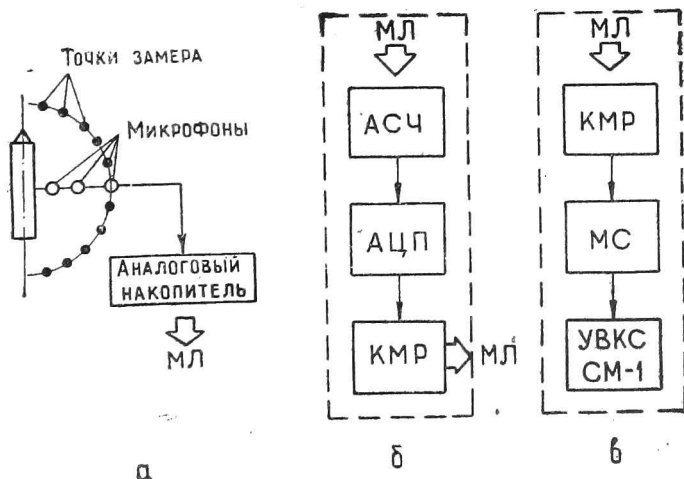 Точки замера
Микрофоны
Аналоговый
накопитель
МЛ
а
МЛ
АСЧ
АЦП
КМР
МЛ
б
МЛ
КМР
МС
УВКС
СМ-1
в